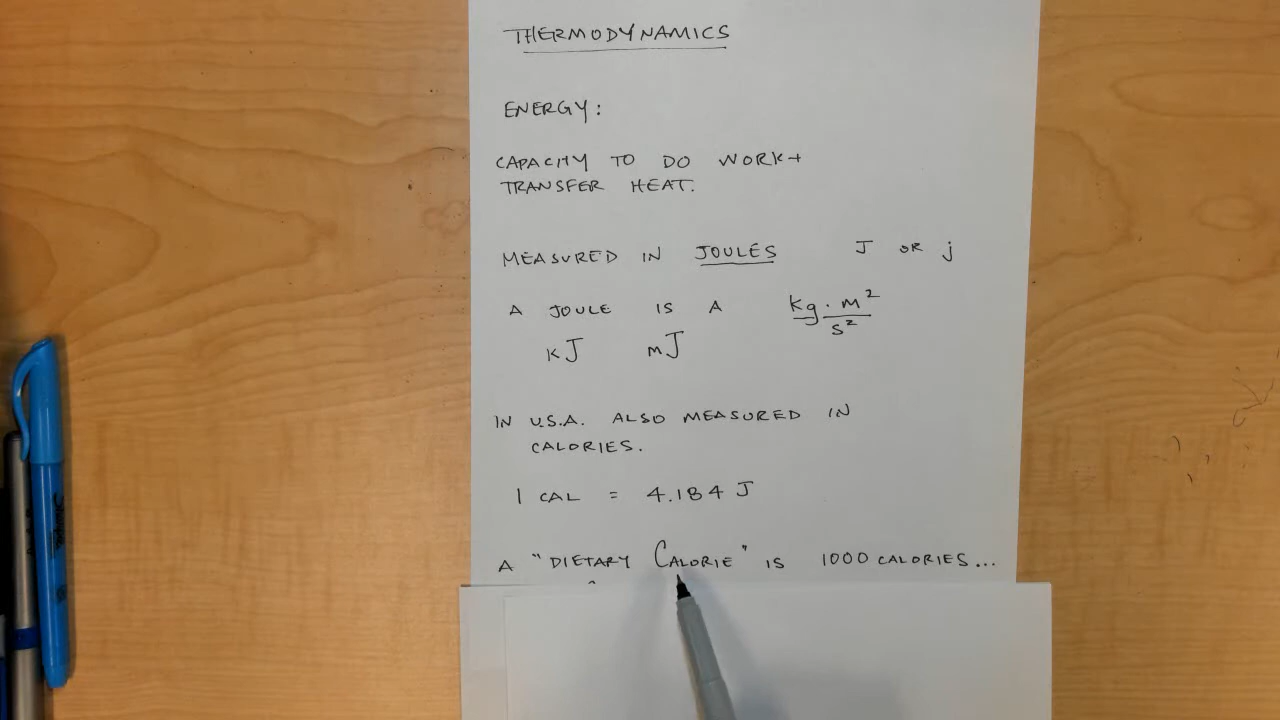 THERMODYNAMICS
ENERGY:
CAPACITY TO DO WORK +
TRANSFER HEAT.
MEASURED IN JOULES J OR j
A JOULE IS A kg·m²/s²
kJ mJ
IN U.S.A. ALSO MEASURED IN
CALORIES.
1 CAL = 4.184 J
A "DIETARY CALORIE" IS 1000 CALORIES...